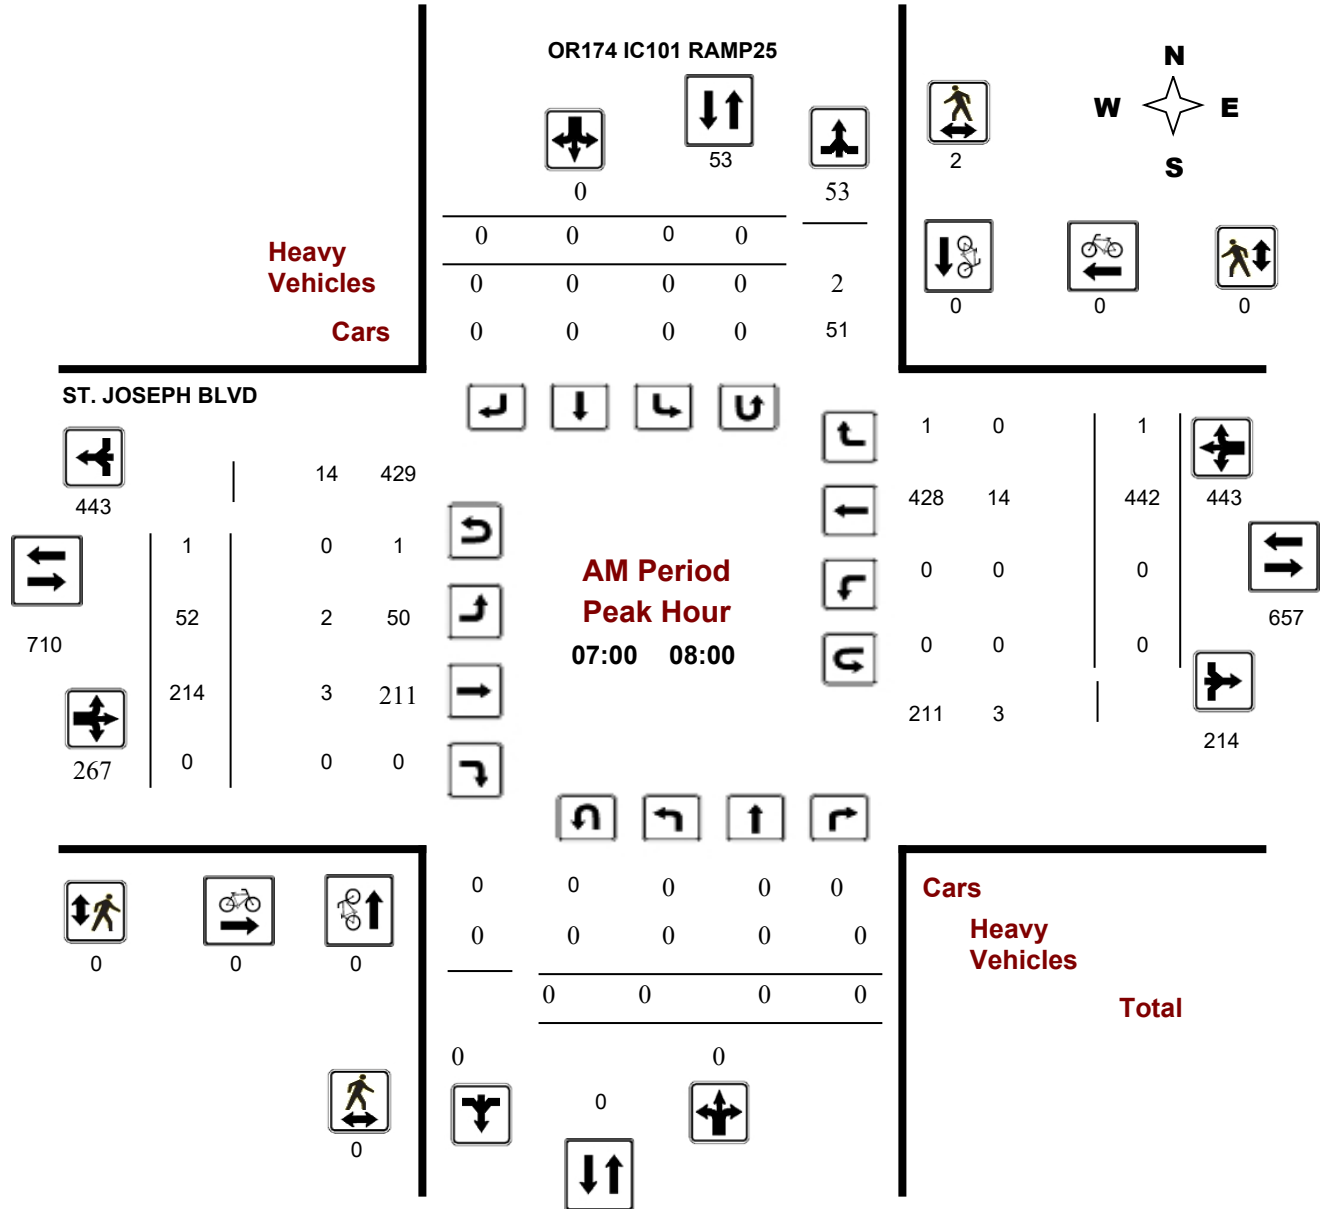 OR174 IC101 RAMP25
N
W E
S
53
2
0
53
0 0 0 0
Heavy
Vehicles
0 0 0 0 2
0 0 0
Cars
0 0 0 0 51
ST. JOSEPH BLVD
1 0 1
14 429
443
428 14 442 443
1 0 1
AM Period
0 0 0
Peak Hour
52 2 50
657
710
07:00 08:00
0 0 0
214 3 211
211 3
214
267 0 0 0
0 0 0 0 0
Cars
0 0 0 0 0
Heavy
Vehicles
0 0 0
0 0 0 0
Total
0 0
0
0